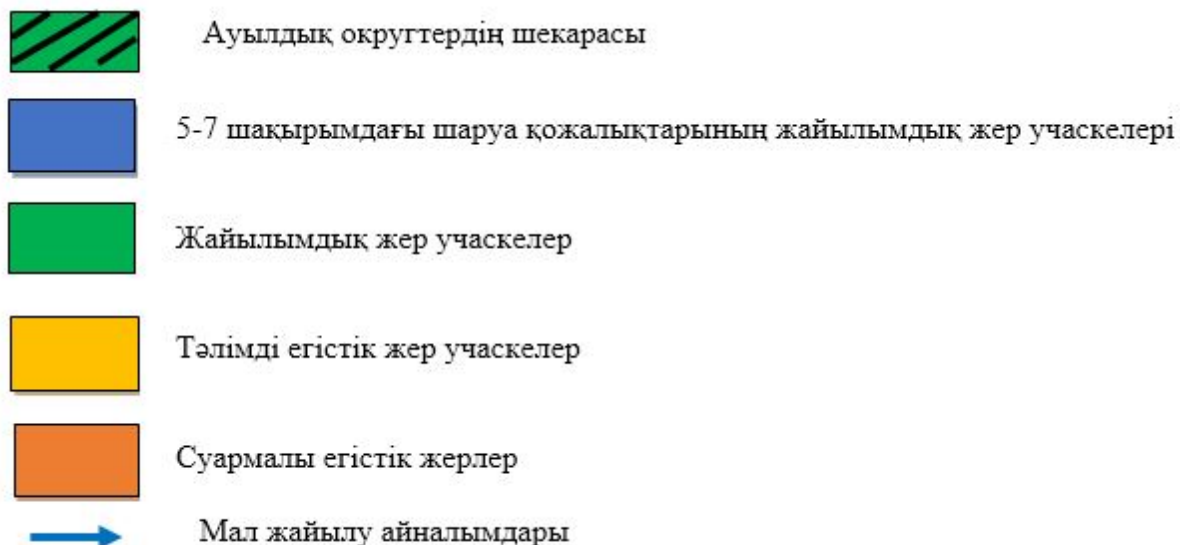 Ауылдық округтердің шекарасы
5-7 шақырымдағы шаруа қожалықтарының жайылымдық жер учаскелері
Жайылымдық жер учаскелер
Тәлімді егістік жер учаскелер
Суармалы егістік жерлер
Мал жайылу айналымдары